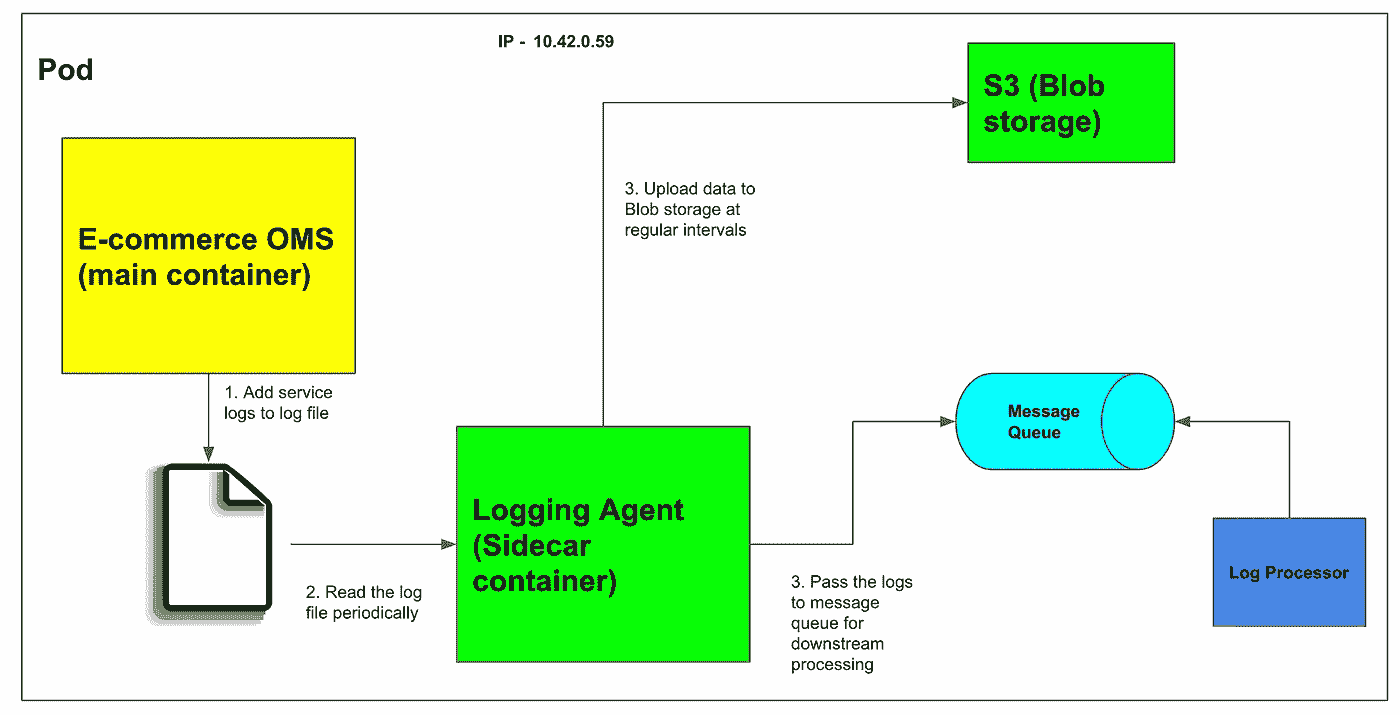 IP - 10.42.0.59
Pod
S3 (Blob
storage)
E-commerce OMS
(main container)
3. Upload data to
Blob storage at
regular intervals
1. Add service
logs to log file
Message
Queue
Logging Agent
(Sidecar
container)
2. Read the log
file periodically
3. Pass the logs
to message
queue for
downstream
processing
Log Processor